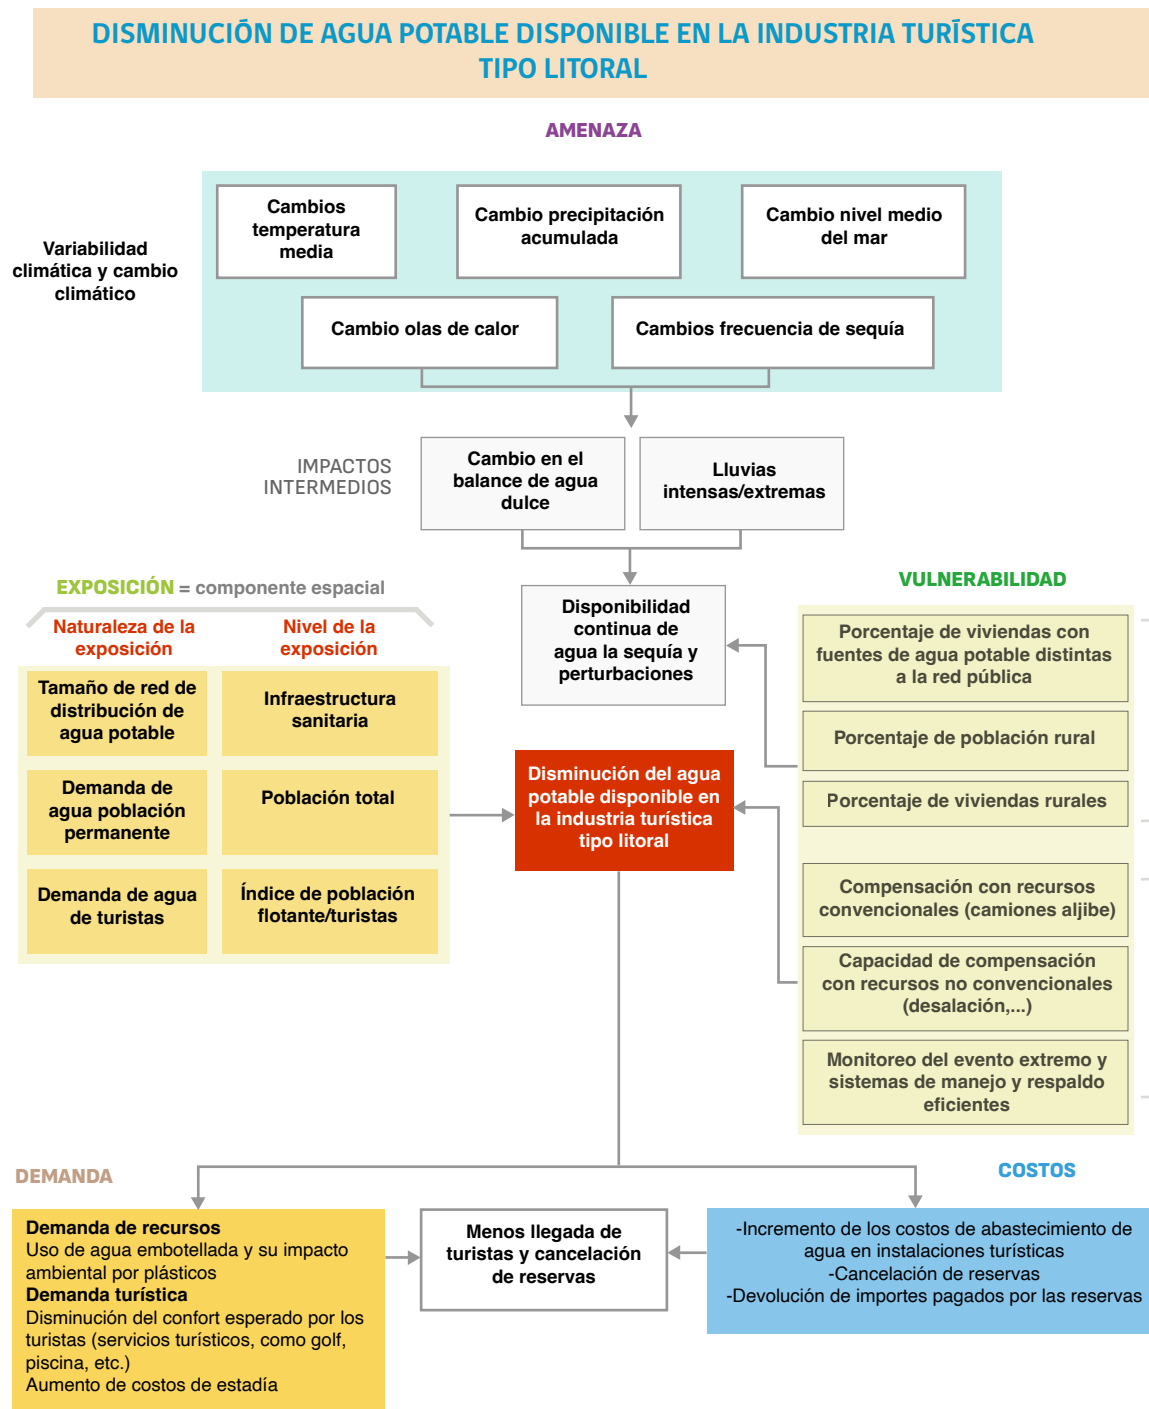 DISMINUCIÓN DE AGUA POTABLE DISPONIBLE EN LA INDUSTRIA TURÍSTICA
TIPO LITORAL
AMENAZA
Variabilidad
climática y cambio
climático
Cambios
temperatura
media
Cambio precipitación
acumulada
Cambio nivel medio
del mar
Cambio olas de calor
Cambios frecuencia de sequía
IMPACTOS
INTERMEDIOS
Cambio en el
balance de agua
dulce
Lluvias
intensas/extremas
Disponibilidad
continua de
agua la sequía y
perturbaciones
EXPOSICIÓN = componente espacial
Naturaleza de la
exposición
Nivel de la
exposición
Tamaño de red de
distribución de
agua potable
Infraestructura
sanitaria
Demanda de
agua población
permanente
Población total
Demanda de agua
de turistas
Índice de población
flotante/turistas
Disminución del agua
potable disponible en
la industria turística
tipo litoral
VULNERABILIDAD
Porcentaje de viviendas con
fuentes de agua potable distintas
a la red pública
Porcentaje de población rural
Porcentaje de viviendas rurales
Compensación con recursos
convencionales (camiones aljibe)
Capacidad de compensación
con recursos no convencionales
(desalación,...)
Monitoreo del evento extremo y
sistemas de manejo y respaldo
eficientes
DEMANDA
Demanda de recursos
Uso de agua embotellada y su impacto
ambiental por plásticos
Demanda turística
Disminución del confort esperado por los
turistas (servicios turísticos, como golf,
piscina, etc.)
Aumento de costos de estadía
Menos llegada de
turistas y cancelación
de reservas
COSTOS
-Incremento de los costos de abastecimiento de
agua en instalaciones turísticas
-Cancelación de reservas
-Devolución de importes pagados por las reservas